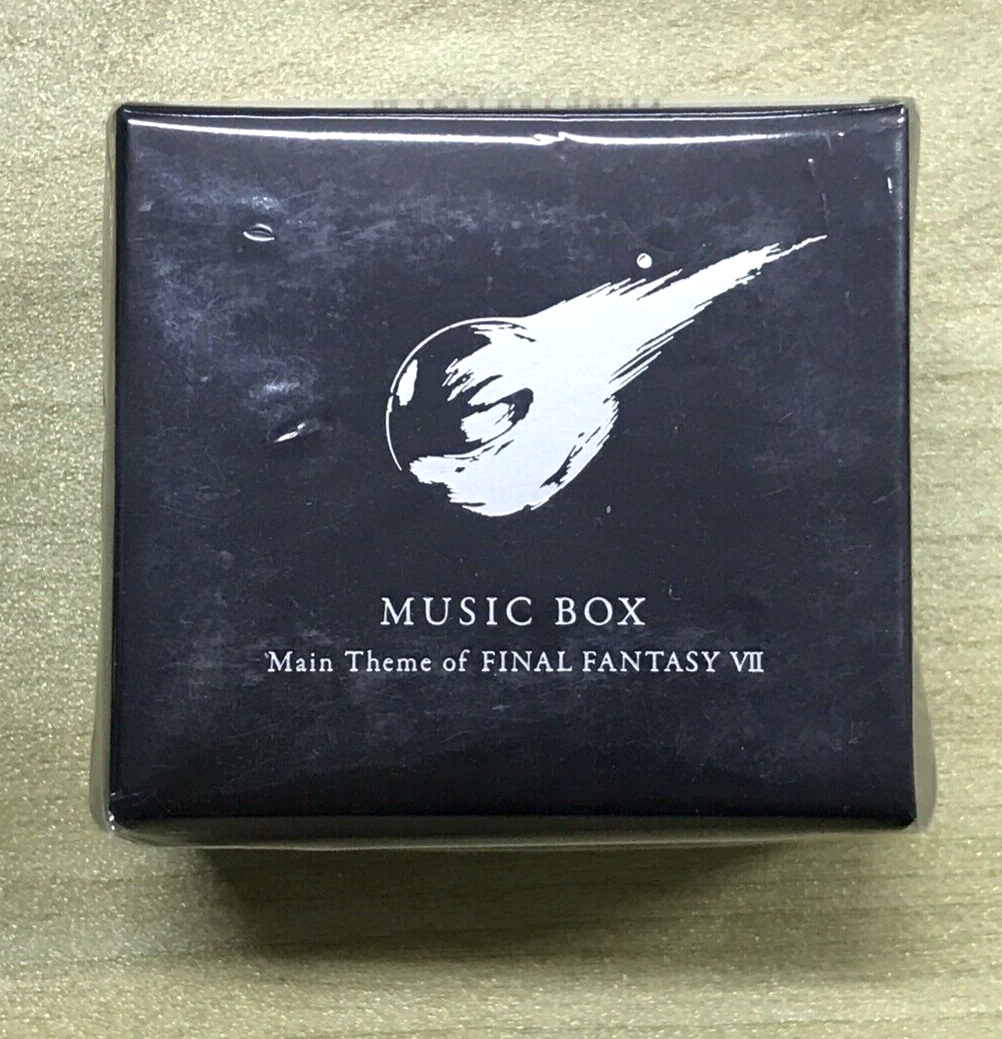 MUSIC BOX
Main Theme of FINAL FANTASY VII